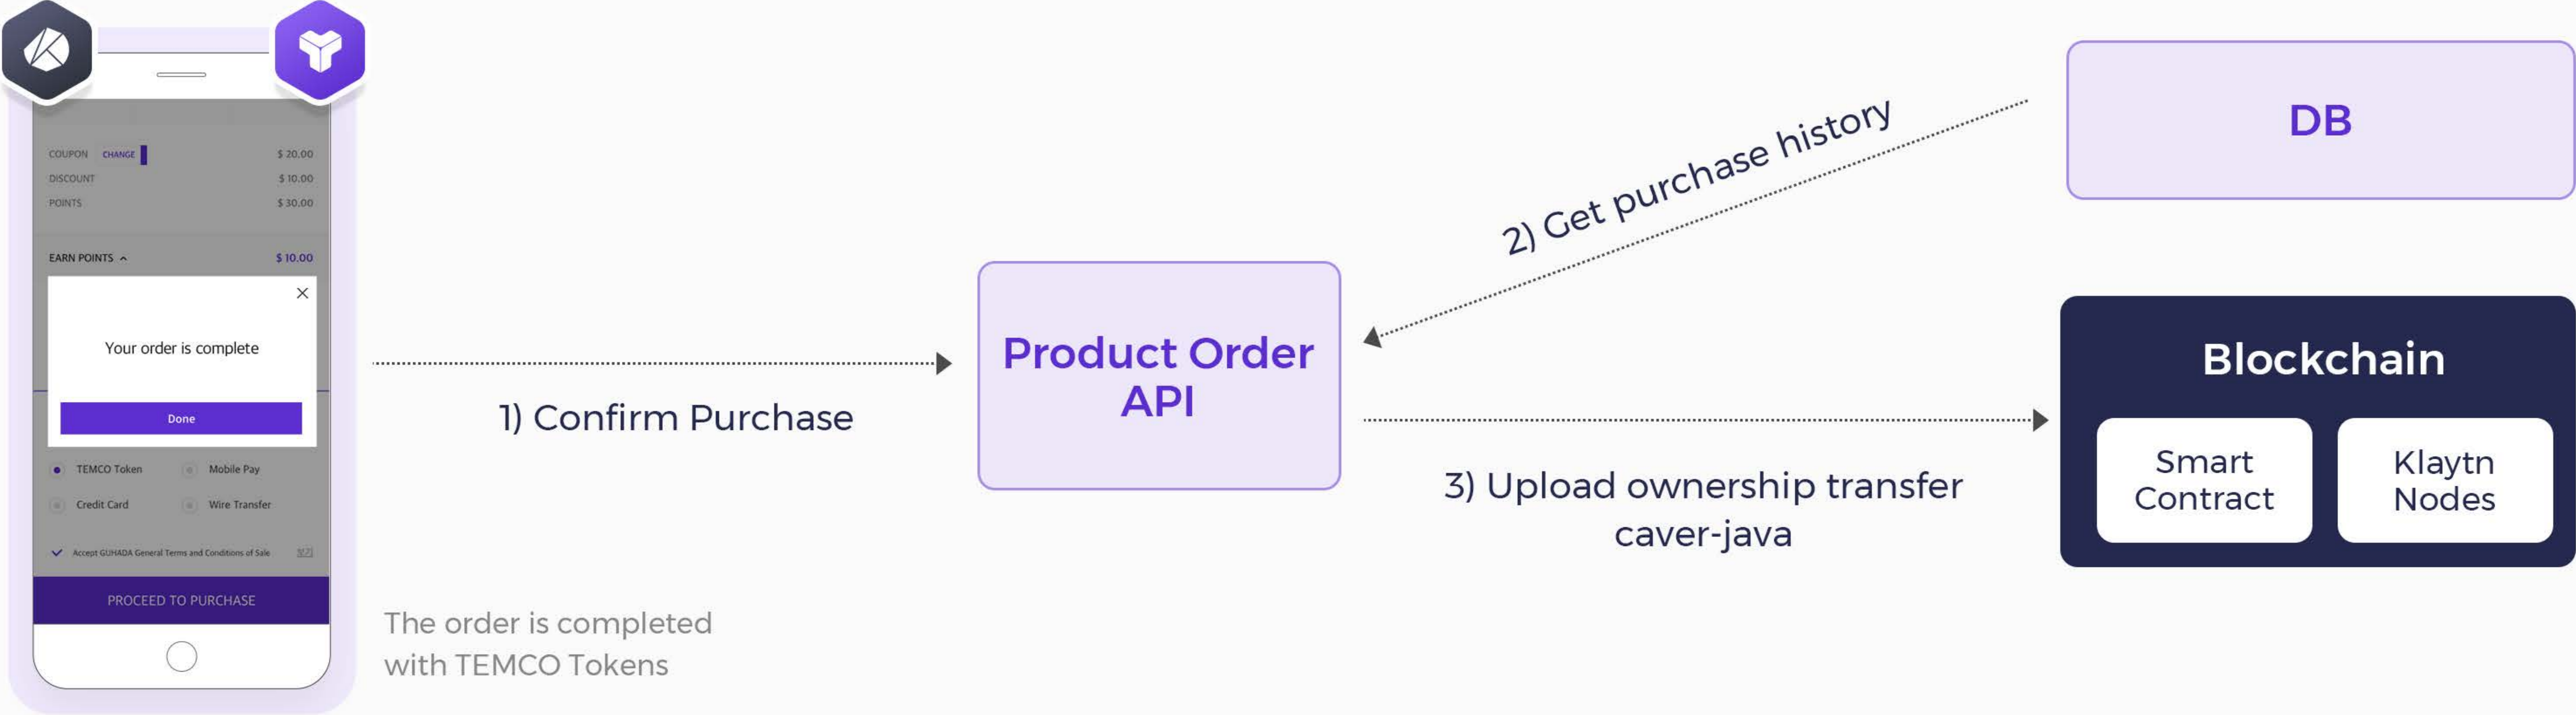 COUPON CHANGE $ 20.00
DISCOUNT $ 10.00
POINTS $ 30.00
EARN POINTS $ 10.00
Your order is complete
Done
TEMCO Token Mobile Pay
Credit Card Wire Transfer
Accept GUHADA General Terms and Conditions of Sale 보기
PROCEED TO PURCHASE
1) Confirm Purchase
The order is completed
with TEMCO Tokens
Product Order
API
2) Get purchase history
3) Upload ownership transfer
caver-java
DB
Blockchain
Smart
Contract
Klaytn
Nodes